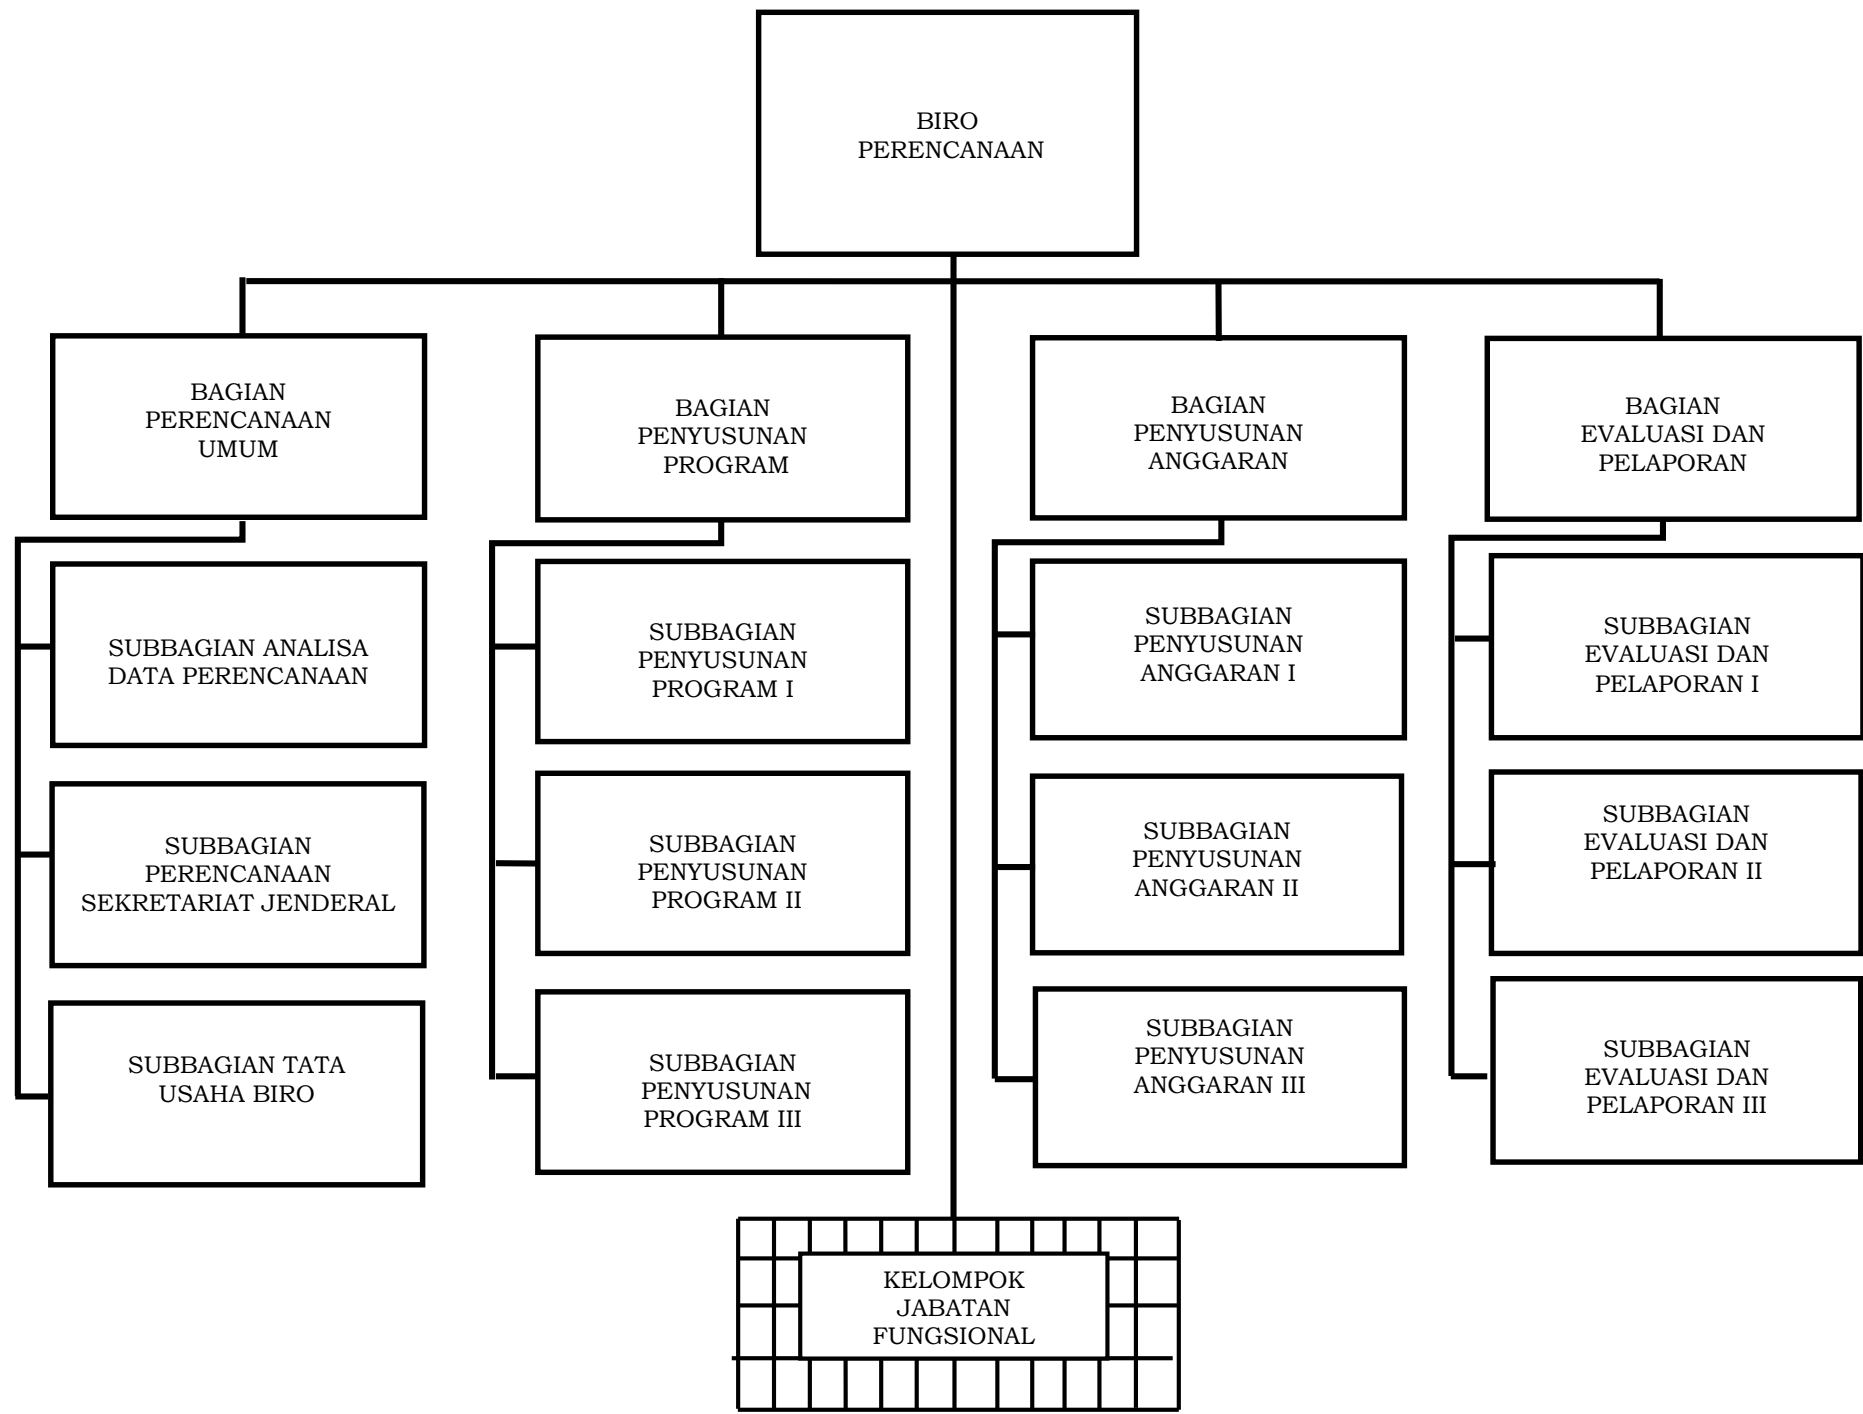 BIRO
PERENCANAAN
BAGIAN
PERENCANAAN
UMUM
BAGIAN
PENYUSUNAN
PROGRAM
BAGIAN
PENYUSUNAN
ANGGARAN
BAGIAN
EVALUASI DAN
PELAPORAN
SUBBAGIAN ANALISA
DATA PERENCANAAN
SUBBAGIAN
PENYUSUNAN
PROGRAM I
SUBBAGIAN
PENYUSUNAN
ANGGARAN I
SUBBAGIAN
EVALUASI DAN
PELAPORAN I
SUBBAGIAN
PERENCANAAN
SEKRETARIAT JENDERAL
SUBBAGIAN
PENYUSUNAN
PROGRAM II
SUBBAGIAN
PENYUSUNAN
ANGGARAN II
SUBBAGIAN
EVALUASI DAN
PELAPORAN II
SUBBAGIAN TATA
USAHA BIRO
SUBBAGIAN
PENYUSUNAN
PROGRAM III
SUBBAGIAN
PENYUSUNAN
ANGGARAN III
SUBBAGIAN
EVALUASI DAN
PELAPORAN III
KELOMPOK
JABATAN
FUNGSIONAL